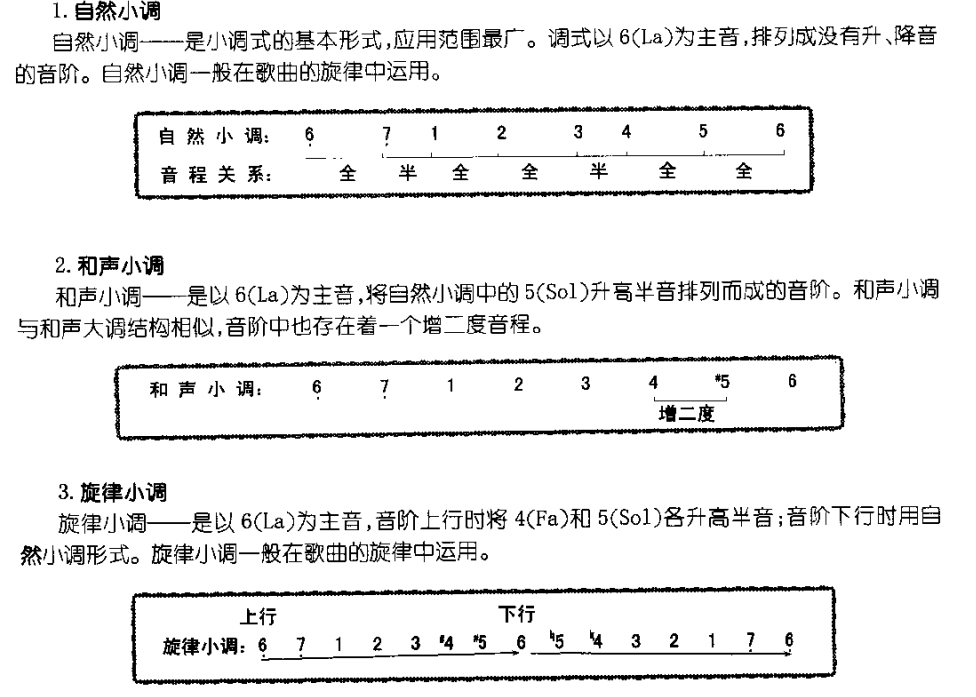 1. 自然小调
自然小调——是小调式的基本形式,应用范围最广。调式以6(La)为主音,排列成没有升、降音
的音阶。自然小调一般在歌曲的旋律中运用。
自然小调: 6̣ 7̣ 1 2 3 4 5 6
音程关系: 全 半 全 全 半 全 全
2. 和声小调
和声小调——是以6(La)为主音,将自然小调中的5(Sol)升高半音排列而成的音阶。和声小调
与和声大调结构相似,音阶中也存在着一个增二度音程。
和声小调: 6̣ 7̣ 1 2 3 4 #5 6
增二度
3. 旋律小调
旋律小调——是以6(La)为主音,音阶上行时将4(Fa)和5(Sol)各升高半音;音阶下行时用自
然小调形式。旋律小调一般在歌曲的旋律中运用。
上行 下行
旋律小调: 6̣ 7̣ 1 2 3 #4 #5 6 ♮5 ♮4 3 2 1 7̣ 6̣